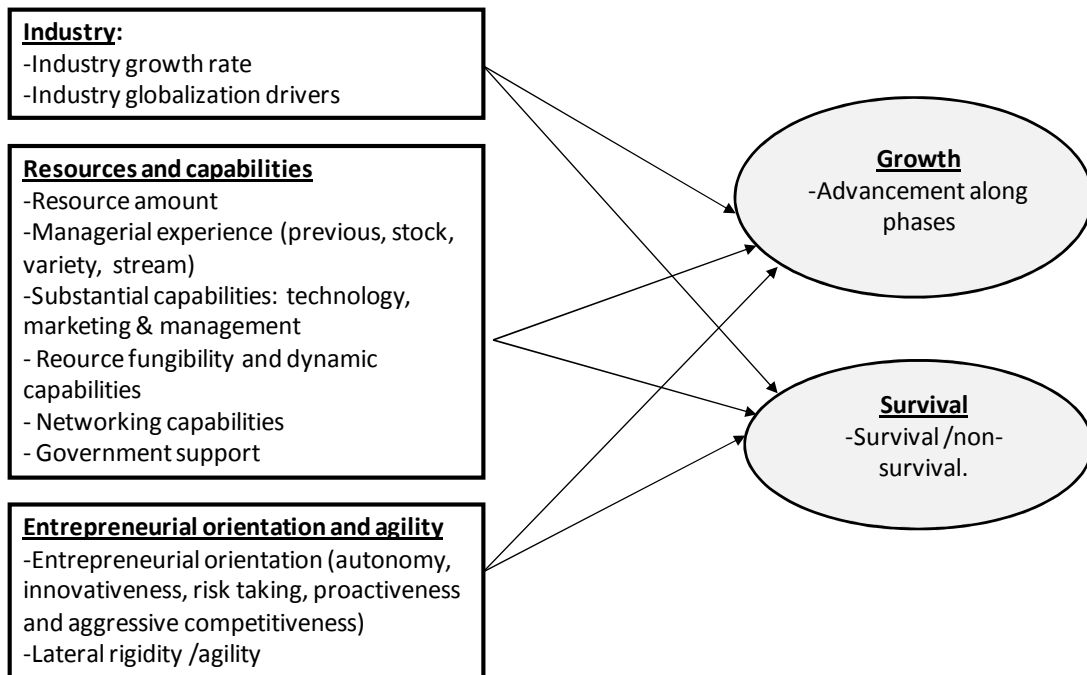 Industry:
-Industry growth rate
-Industry globalization drivers
Resources and capabilities
-Resource amount
-Managerial experience (previous, stock,
variety, stream)
-Substantial capabilities: technology,
marketing & management
- Reource fungibility and dynamic
capabilities
- Networking capabilities
- Government support
Entrepreneurial orientation and agility
-Entrepreneurial orientation (autonomy,
innovativeness, risk taking, proactiveness
and aggressive competitiveness)
-Lateral rigidity /agility
Growth
-Advancement along
phases
Survival
-Survival /non-
survival.